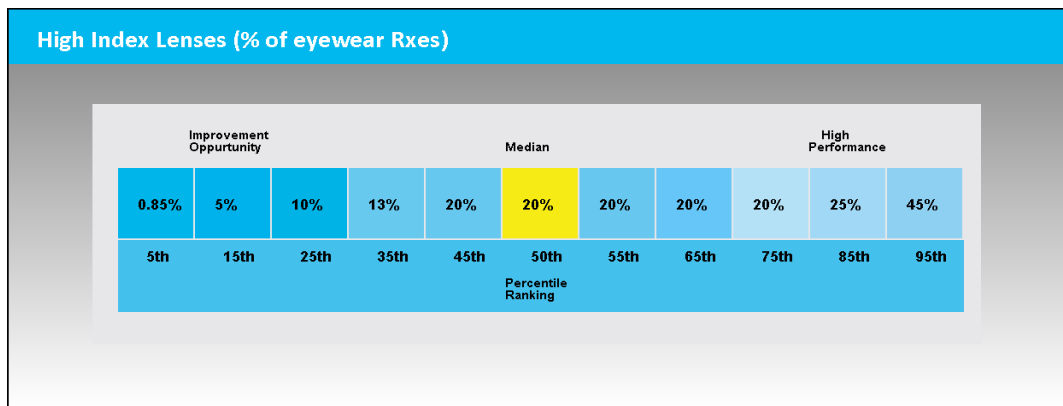 High Index Lenses (% of eyewear Rxes)
Improvement
Oppurtunity
Median
High
Performance
0.85% 5% 10% 13% 20% 20% 20% 20% 20% 25% 45%
5th 15th 25th 35th 45th 50th 55th 65th 75th 85th 95th
Percentile
Ranking